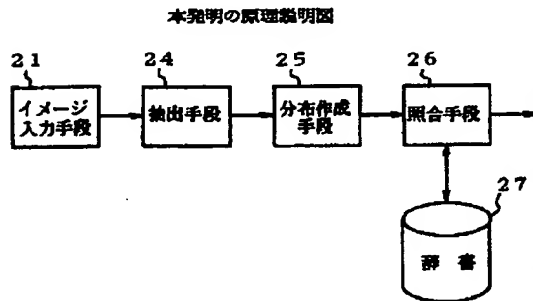 本発明の原理説明図
21
24
25
26
イメージ
入力手段
抽出手段
分布作成
手段
照合手段
27
辞書